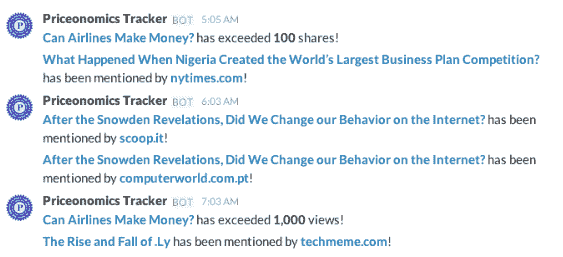 Priceonomics Tracker BOT 5:05 AM
Can Airlines Make Money? has exceeded 100 shares!
What Happened When Nigeria Created the World's Largest Business Plan Competition?
has been mentioned by nytimes.com!
Priceonomics Tracker BOT 6:03 AM
After the Snowden Revelations, Did We Change our Behavior on the Internet? has been
mentioned by scoop.it!
After the Snowden Revelations, Did We Change our Behavior on the Internet? has been
mentioned by computerworld.com.pt!
Priceonomics Tracker BOT 7:03 AM
Can Airlines Make Money? has exceeded 1,000 views!
The Rise and Fall of .Ly has been mentioned by techmeme.com!